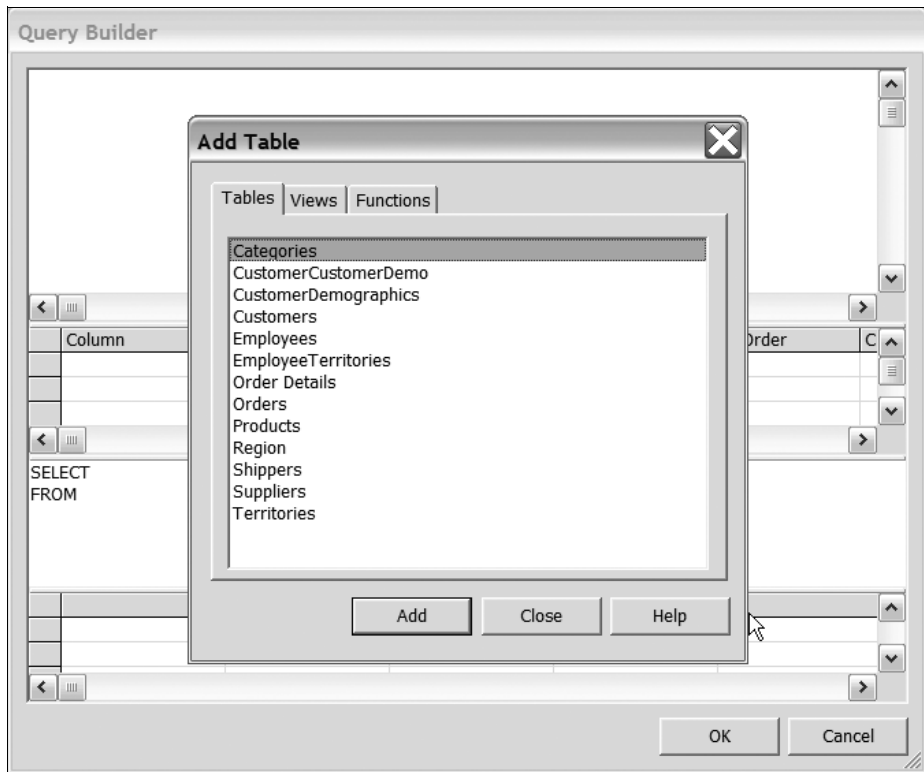 Query Builder
Add Table
Tables Views Functions
Categories
CustomerCustomerDemo
CustomerDemographics
Customers
Employees
EmployeeTerritories
Order Details
Orders
Products
Region
Shippers
Suppliers
Territories
Add Close Help
Column Order C
SELECT
FROM
OK Cancel